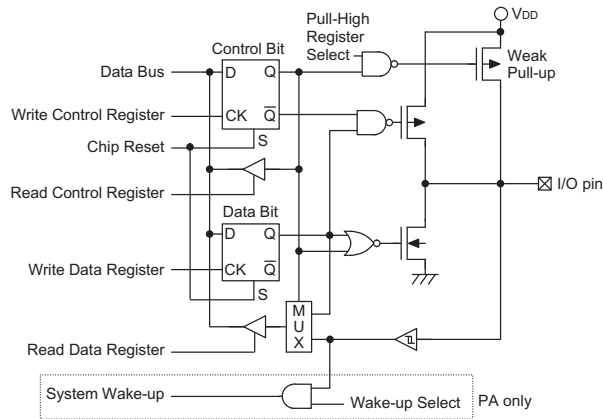 Pull-High
Register
Select
VDD
Control Bit
Weak
Pull-up
Data Bus
D
Q
Write Control Register
CK
Q
Chip Reset
S
I/O pin
Read Control Register
Data Bit
D
Q
Write Data Register
CK
Q
S
M
U
X
Read Data Register
System Wake-up
Wake-up Select
PA only